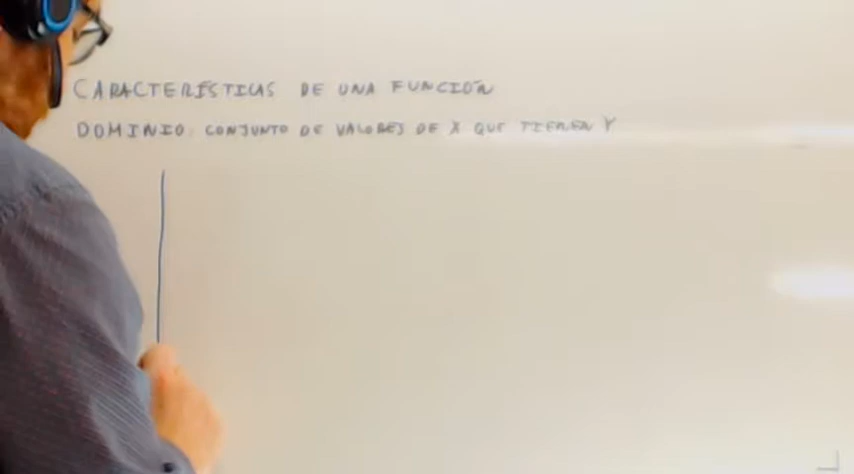 CARACTERÍSTICAS DE UNA FUNCIÓN
DOMINIO: CONJUNTO DE VALORES DE X QUE TIENEN Y